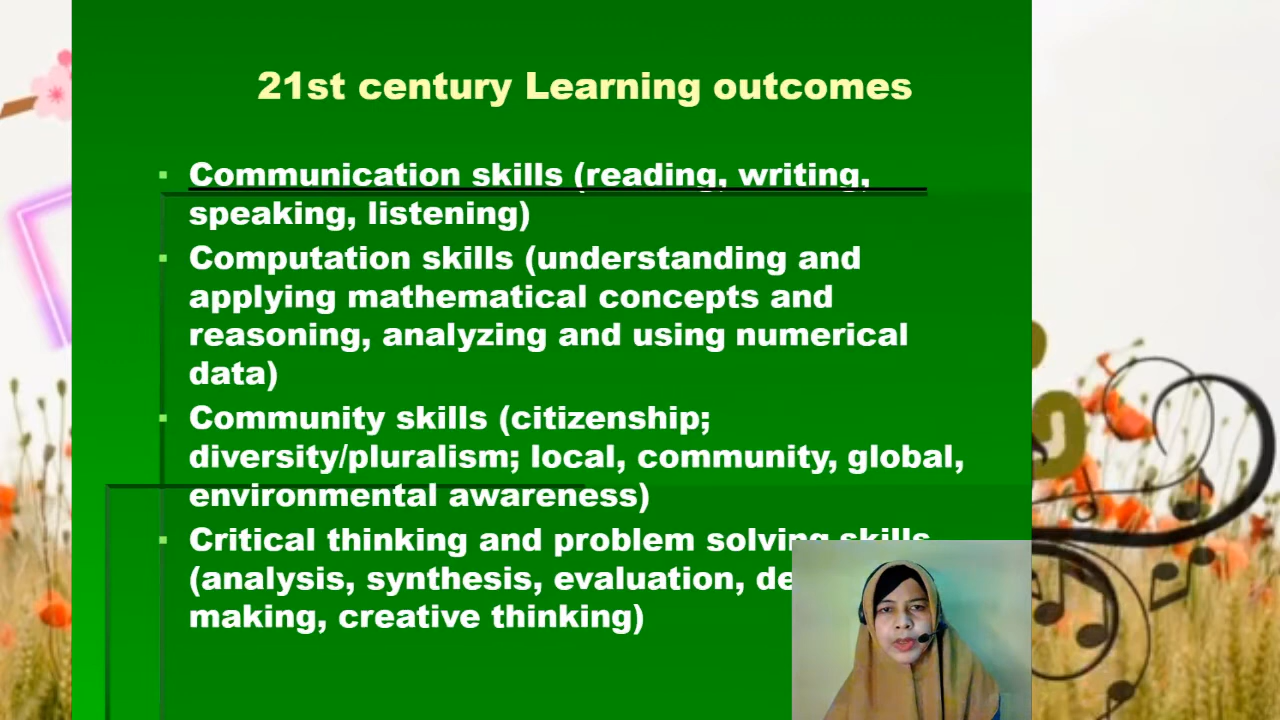 21st century Learning outcomes
Communication skills (reading, writing,
speaking, listening)
Computation skills (understanding and
applying mathematical concepts and
reasoning, analyzing and using numerical
data)
Community skills (citizenship;
diversity/pluralism; local, community, global,
environmental awareness)
Critical thinking and problem solving skills
(analysis, synthesis, evaluation,
making, creative thinking)